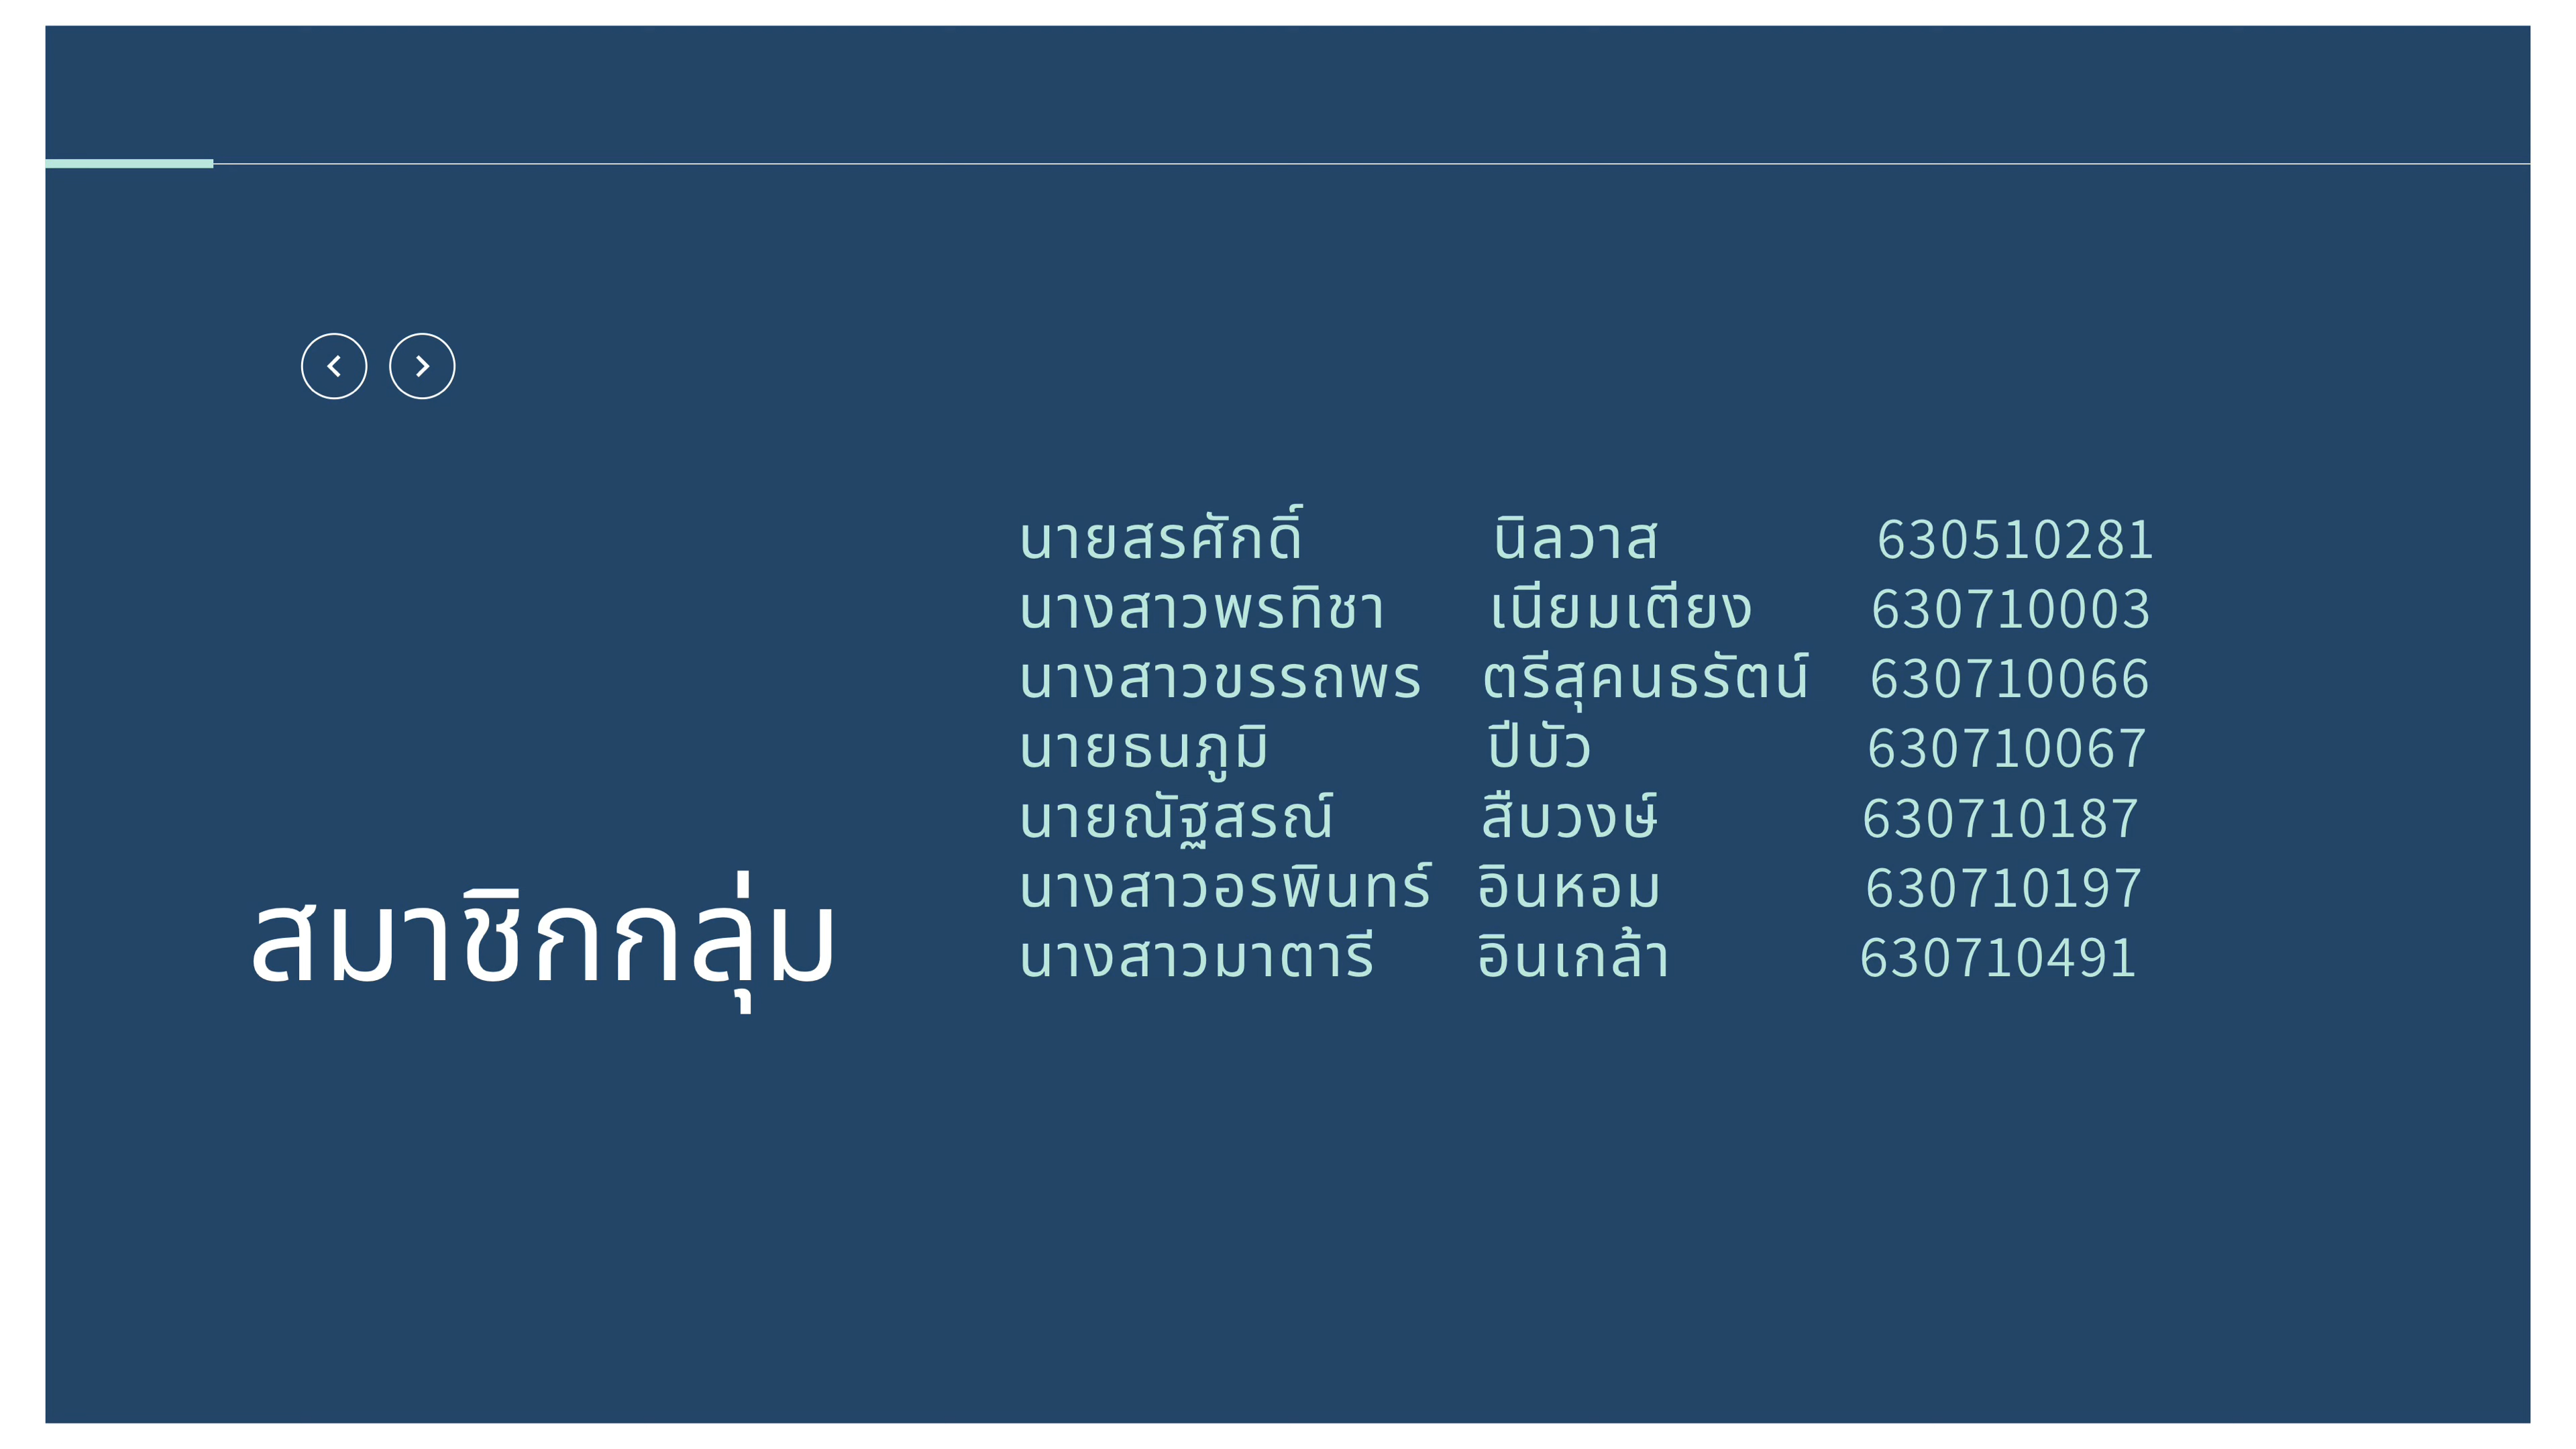 สมาชิกกลุ่ม
นายสรศักดิ์ นิลวาส 630510281
นางสาวพรทิชา เนียมเตียง 630710003
นางสาวขรรถพร ตรีสุคนธรัตน์ 630710066
นายธนภูมิ ปีบัว 630710067
นายณัฐสรณ์ สืบวงษ์ 630710187
นางสาวอรพินทร์ อินหอม 630710197
นางสาวมาตารี อินเกล้า 630710491